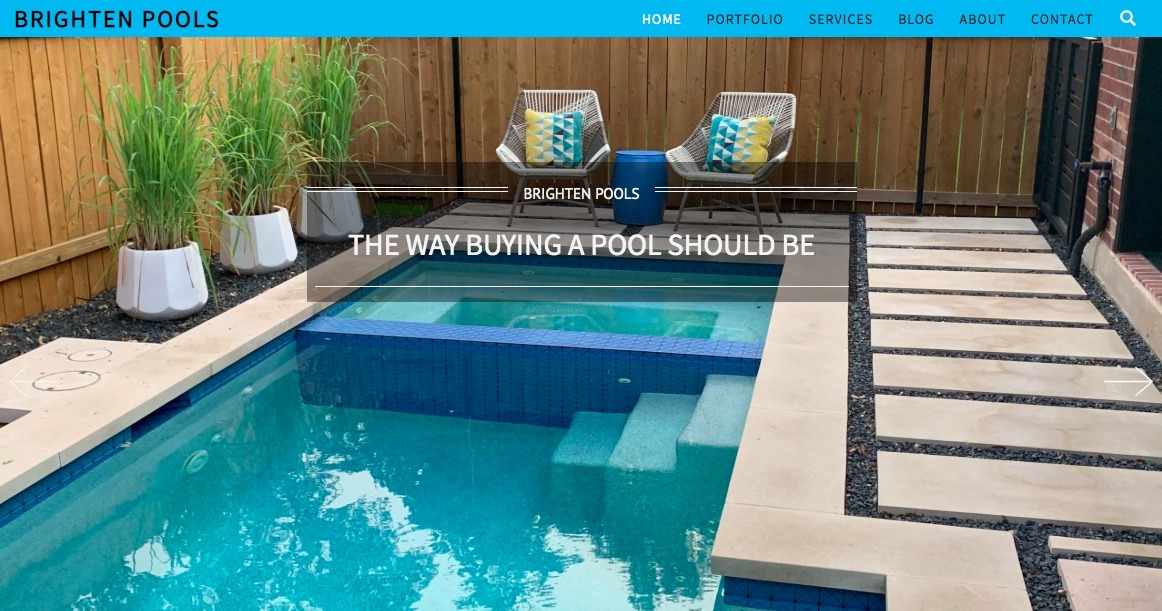 BRIGHTEN POOLS
HOME PORTFOLIO SERVICES BLOG ABOUT CONTACT
BRIGHTEN POOLS
THE WAY BUYING A POOL SHOULD BE